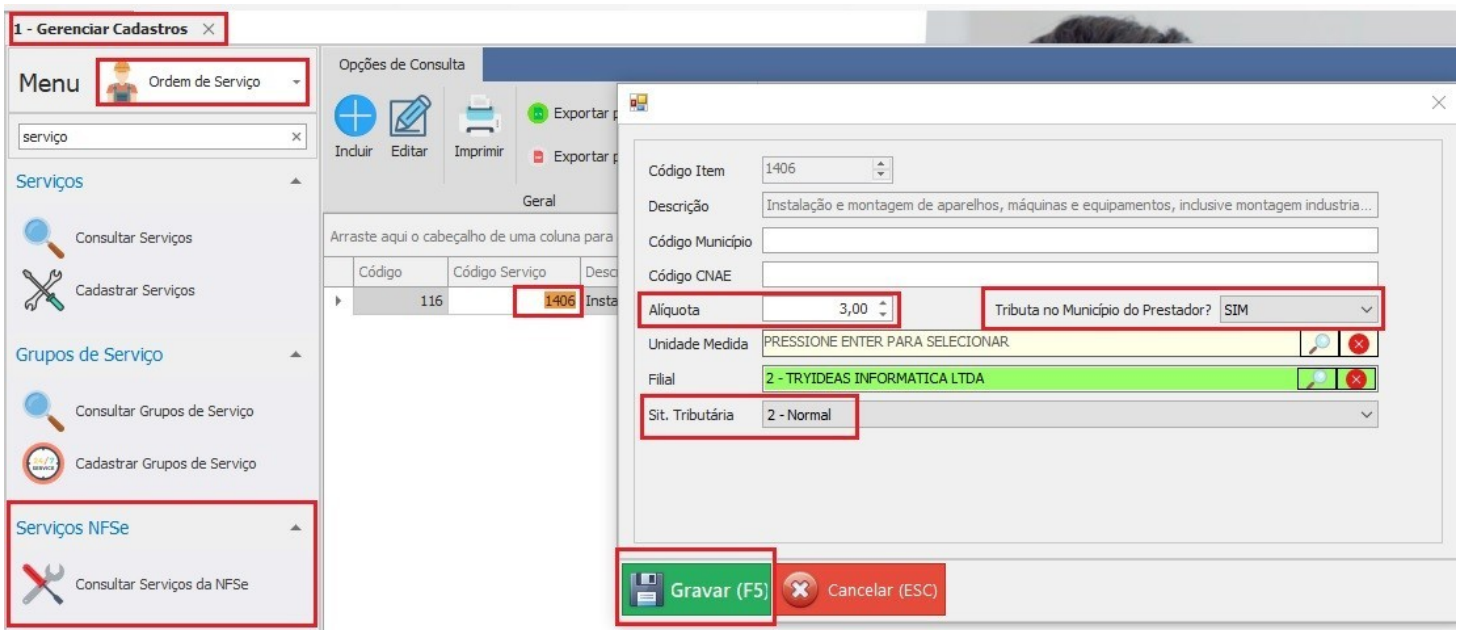 1 - Gerenciar Cadastros
Menu
Ordem de Serviço
serviço
Serviços
Consultar Serviços
Cadastrar Serviços
Grupos de Serviço
Consultar Grupos de Serviço
Cadastrar Grupos de Serviço
Serviços NFSe
Consultar Serviços da NFSe
Opções de Consulta
Incluir
Editar
Imprimir
Exportar p
Exportar p
Geral
Arraste aqui o cabeçalho de uma coluna para
Código
Código Serviço
Descr
116
1406
Insta
Código Item
1406
Descrição
Instalação e montagem de aparelhos, máquinas e equipamentos, inclusive montagem industria...
Código Município
Código CNAE
Alíquota
3,00
Tributa no Município do Prestador?
SIM
Unidade Medida
PRESSIONE ENTER PARA SELECIONAR
Filial
2 - TRYIDEAS INFORMATICA LTDA
Sit. Tributária
2 - Normal
Gravar (F5)
Cancelar (ESC)